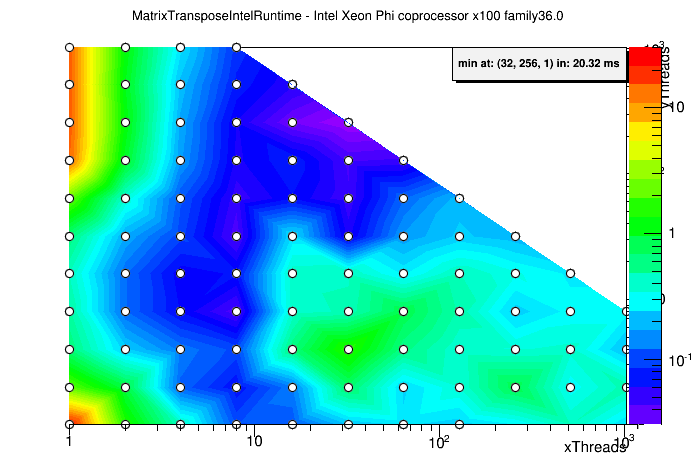 MatrixTransposeIntelRuntime - Intel Xeon Phi coprocessor x100 family36.0
min at: (32, 256, 1) in: 20.32 ms
10³
yThreads
10
1
10⁻¹
1 10 10² 10³
xThreads